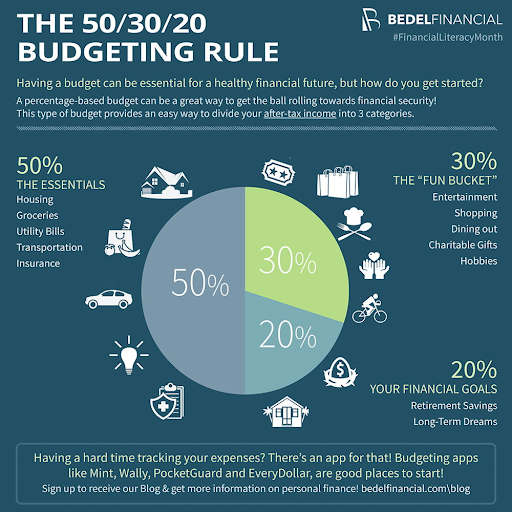 THE 50/30/20
BUDGETING RULE
BEDELFINANCIAL
#FinancialLiteracyMonth
Having a budget can be essential for a healthy financial future, but how do you get started?
A percentage-based budget can be a great way to get the ball rolling towards financial security!
This type of budget provides an easy way to divide your after-tax income into 3 categories.
50%
THE ESSENTIALS
Housing
Groceries
Utility Bills
Transportation
Insurance
30%
THE “FUN BUCKET”
Entertainment
Shopping
Dining out
Charitable Gifts
Hobbies
50%
30%
20%
20%
YOUR FINANCIAL GOALS
Retirement Savings
Long-Term Dreams
Having a hard time tracking your expenses? There’s an app for that! Budgeting apps
like Mint, Wally, PocketGuard and EveryDollar, are good places to start!
Sign up to receive our Blog & get more information on personal finance! bedelfinancial.com\blog